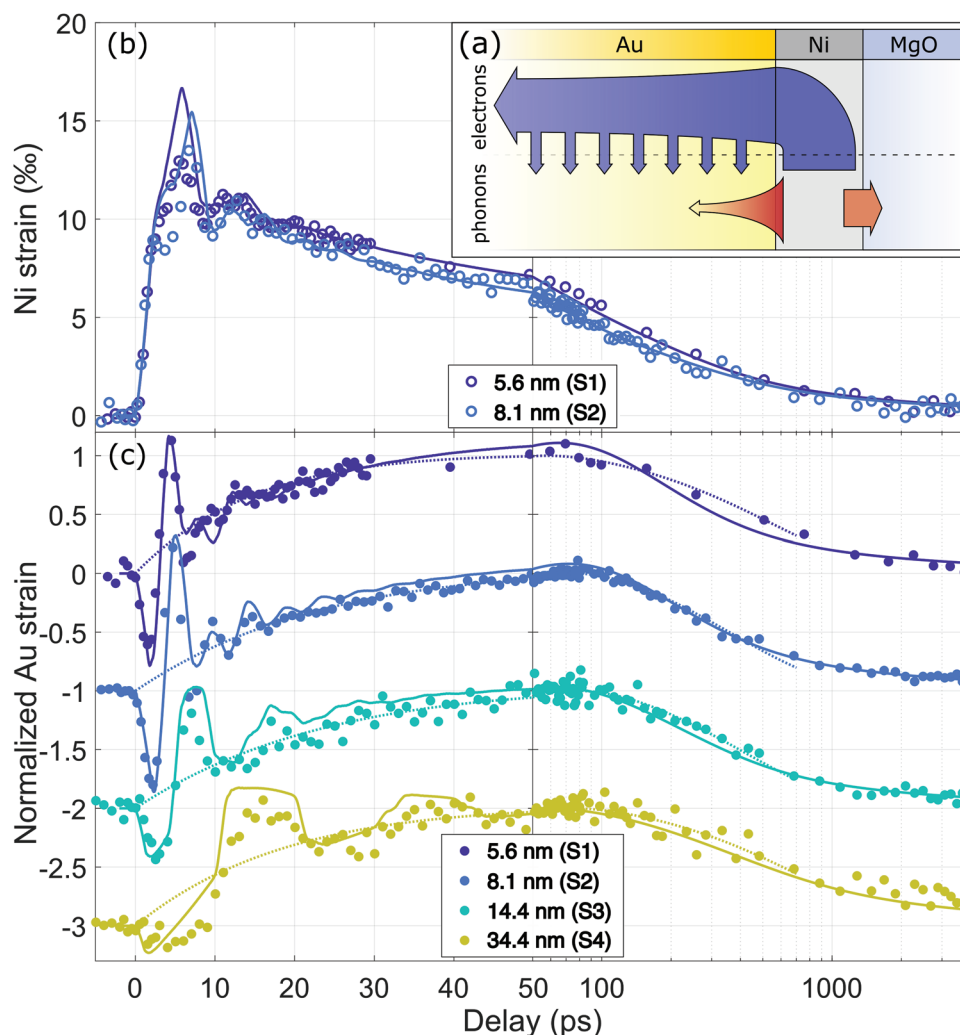 (b)
(a)
Au
Ni
MgO
electrons
phonons
20
15
10
5
0
Ni strain (‰)
5.6 nm (S1)
8.1 nm (S2)
(c)
1
0.5
0
-0.5
-1
-1.5
-2
-2.5
-3
Normalized Au strain
5.6 nm (S1)
8.1 nm (S2)
14.4 nm (S3)
34.4 nm (S4)
0 10 20 30 40 50 100 1000
Delay (ps)